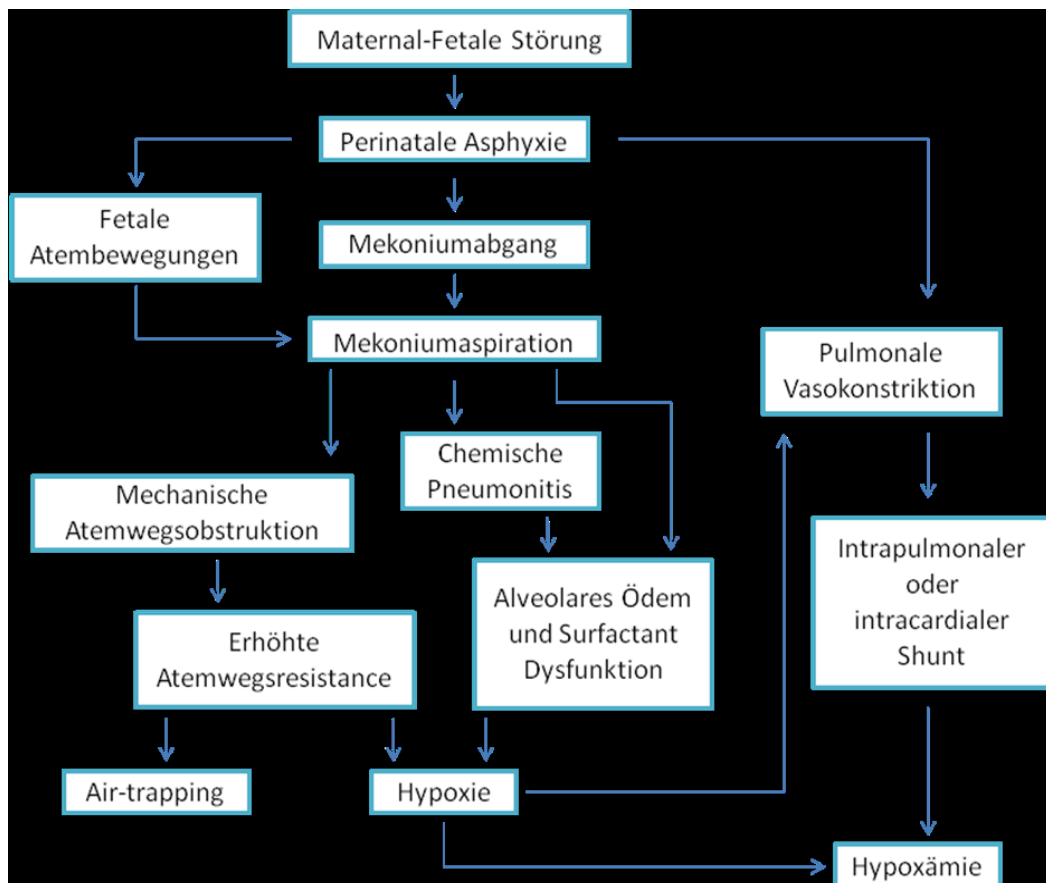 Maternal-Fetale Störung
Perinatale Asphyxie
Fetale
Atembewegungen
Mekoniumabgang
Mekoniumaspiration
Pulmonale
Vasokonstriktion
Chemische
Pneumonitis
Mechanische
Atemwegsobstruktion
Intrapulmonaler
oder
intracardialer
Shunt
Alveolares Ödem
und Surfactant
Dysfunktion
Erhöhte
Atemwegsresistance
Air-trapping
Hypoxie
Hypoxämie